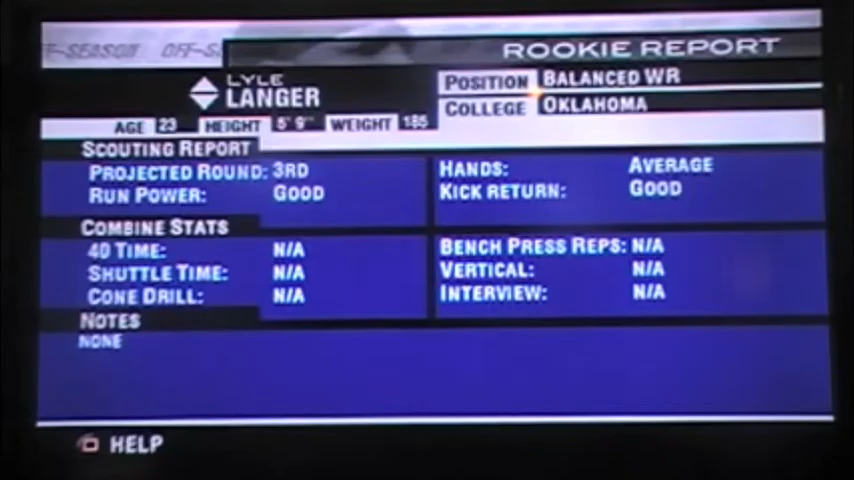 OFF-SEASON OFF-S
ROOKIE REPORT
LYLE
LANGER
POSITION BALANCED WR
COLLEGE OKLAHOMA
AGE 23 HEIGHT 5' 9" WEIGHT 185
SCOUTING REPORT
PROJECTED ROUND: 3RD
RUN POWER: GOOD
HANDS: AVERAGE
KICK RETURN: GOOD
COMBINE STATS
40 TIME: N/A
SHUTTLE TIME: N/A
CONE DRILL: N/A
BENCH PRESS REPS: N/A
VERTICAL: N/A
INTERVIEW: N/A
NOTES
NONE
HELP